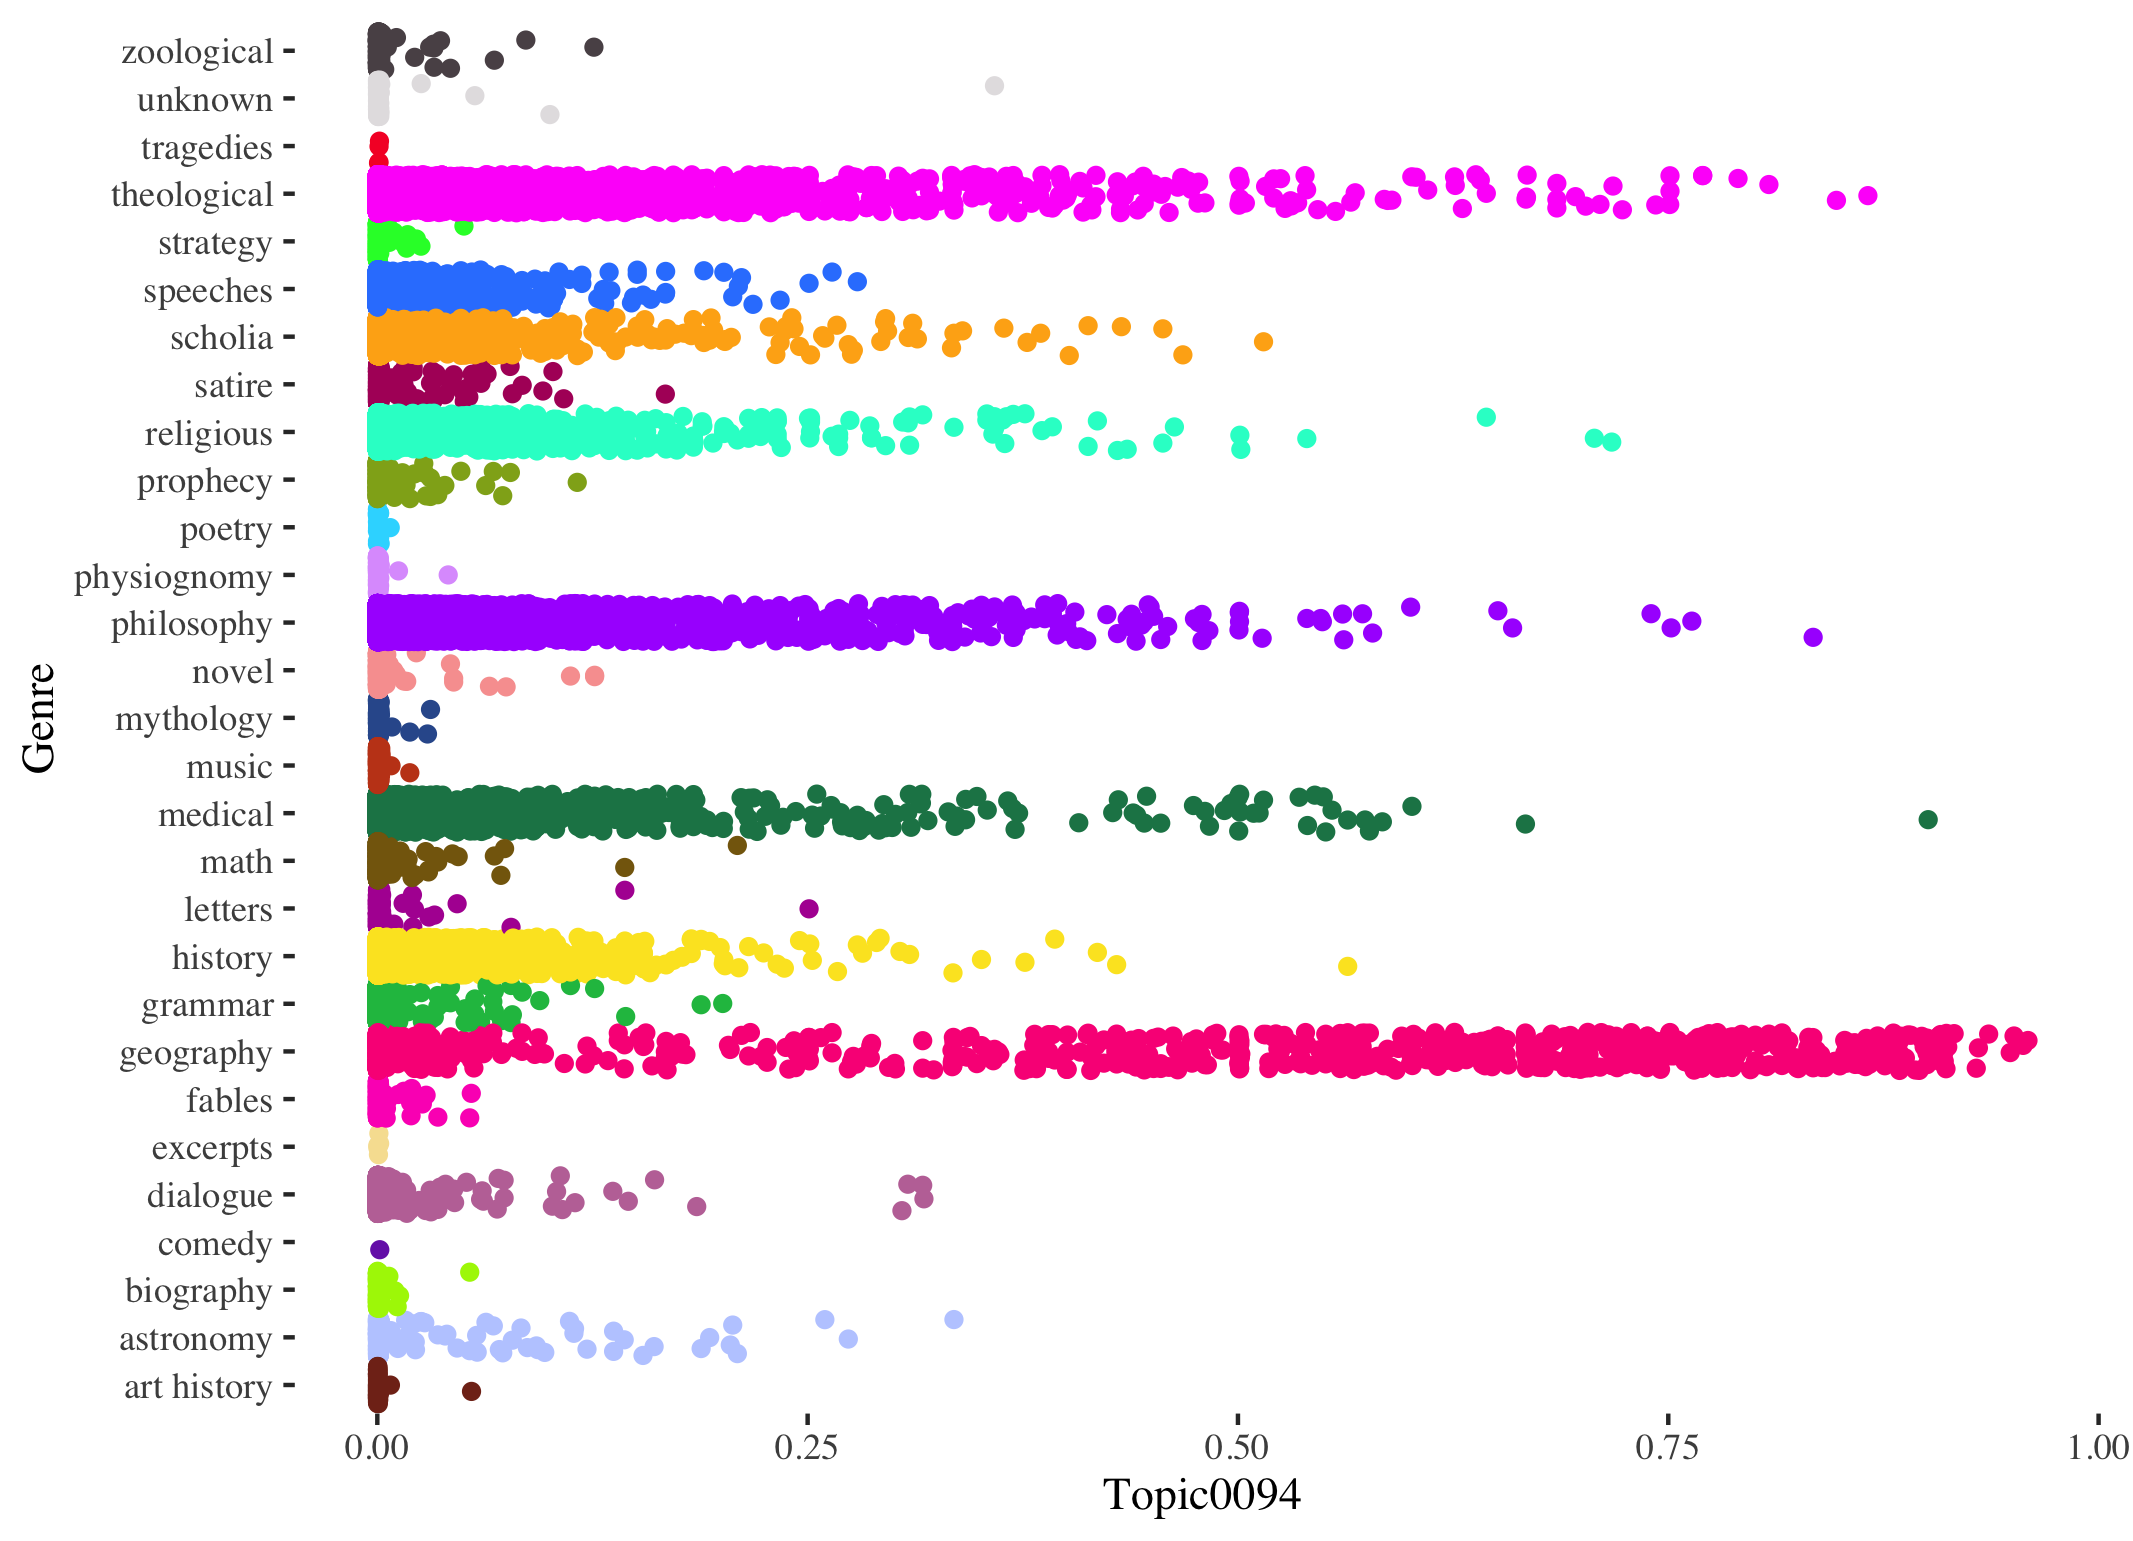 zoological
unknown
tragedies
theological
strategy
speeches
scholia
satire
religious
prophecy
poetry
physiognomy
philosophy
novel
mythology
music
medical
math
letters
history
grammar
geography
fables
excerpts
dialogue
comedy
biography
astronomy
art history
Genre
0.00 0.25 0.50 0.75 1.00
Topic0094